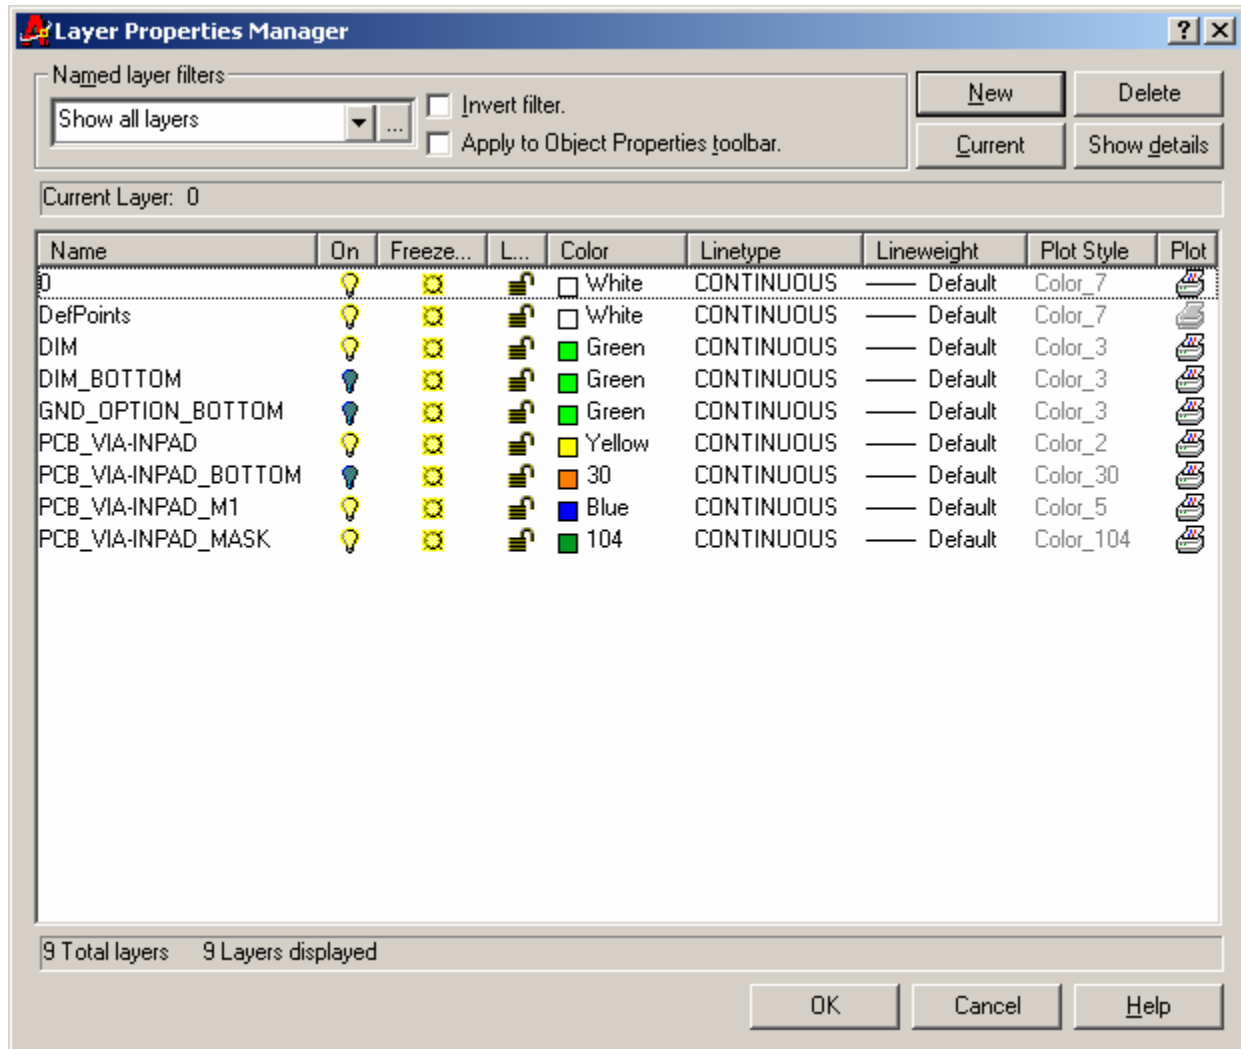 Layer Properties Manager
Named layer filters
Show all layers
...
Invert filter.
Apply to Object Properties toolbar.
New
Delete
Current
Show details
Current Layer: 0
Name On Freeze... L... Color Linetype Lineweight Plot Style Plot
0 White CONTINUOUS Default Color_7
DefPoints White CONTINUOUS Default Color_7
DIM Green CONTINUOUS Default Color_3
DIM_BOTTOM Green CONTINUOUS Default Color_3
GND_OPTION_BOTTOM Green CONTINUOUS Default Color_3
PCB_VIA-INPAD Yellow CONTINUOUS Default Color_2
PCB_VIA-INPAD_BOTTOM 30 CONTINUOUS Default Color_30
PCB_VIA-INPAD_M1 Blue CONTINUOUS Default Color_5
PCB_VIA-INPAD_MASK 104 CONTINUOUS Default Color_104
9 Total layers 9 Layers displayed
OK Cancel Help